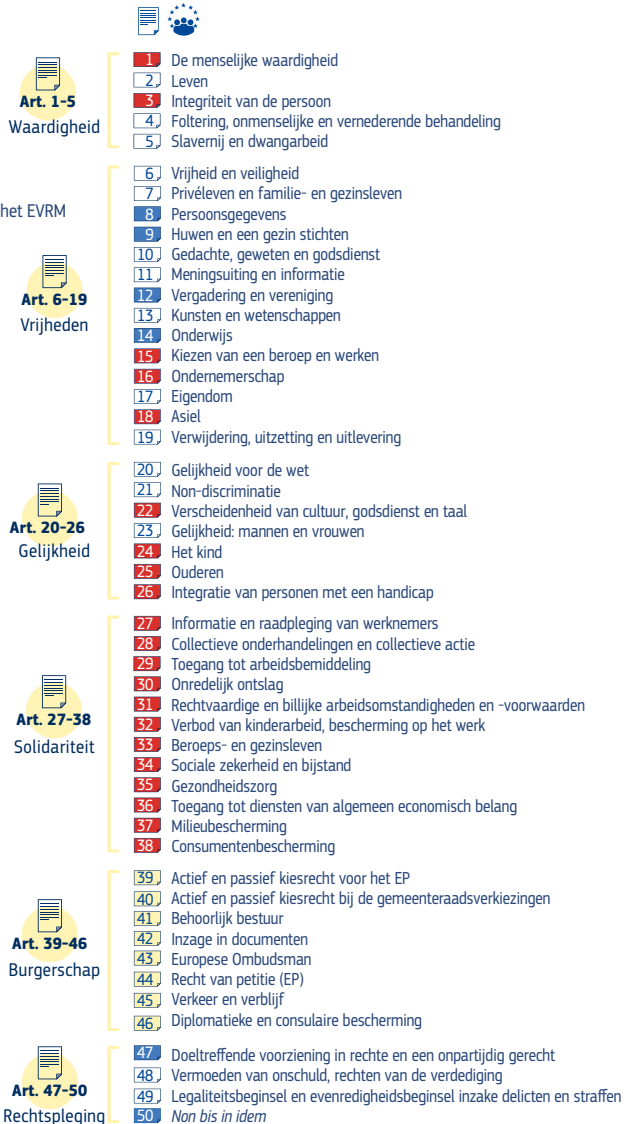 Art. 1-5
Waardigheid
1 De menselijke waardigheid
2 Leven
3 Integriteit van de persoon
4 Foltering, onmenselijke en vernederende behandeling
5 Slavernij en dwangarbeid
het EVRM
Art. 6-19
Vrijheden
6 Vrijheid en veiligheid
7 Privéleven en familie- en gezinsleven
8 Persoonsgegevens
9 Huwen en een gezin stichten
10 Gedachte, geweten en godsdienst
11 Meningsuiting en informatie
12 Vergadering en vereniging
13 Kunsten en wetenschappen
14 Onderwijs
15 Kiezen van een beroep en werken
16 Ondernemerschap
17 Eigendom
18 Asiel
19 Verwijdering, uitzetting en uitlevering
Art. 20-26
Gelijkheid
20 Gelijkheid voor de wet
21 Non-discriminatie
22 Verscheidenheid van cultuur, godsdienst en taal
23 Gelijkheid: mannen en vrouwen
24 Het kind
25 Ouderen
26 Integratie van personen met een handicap
Art. 27-38
Solidariteit
27 Informatie en raadpleging van werknemers
28 Collectieve onderhandelingen en collectieve actie
29 Toegang tot arbeidsbemiddeling
30 Onredelijk ontslag
31 Rechtvaardige en billijke arbeidsomstandigheden en -voorwaarden
32 Verbod van kinderarbeid, bescherming op het werk
33 Beroeps- en gezinsleven
34 Sociale zekerheid en bijstand
35 Gezondheidszorg
36 Toegang tot diensten van algemeen economisch belang
37 Milieubescherming
38 Consumentenbescherming
Art. 39-46
Burgerschap
39 Actief en passief kiesrecht voor het EP
40 Actief en passief kiesrecht bij de gemeenteraadsverkiezingen
41 Behoorlijk bestuur
42 Inzage in documenten
43 Europese Ombudsman
44 Recht van petitie (EP)
45 Verkeer en verblijf
46 Diplomatieke en consulaire bescherming
Art. 47-50
Rechtspleging
47 Doeltreffende voorziening in rechte en een onpartijdig gerecht
48 Vermoeden van onschuld, rechten van de verdediging
49 Legaliteitsbeginsel en evenredigheidsbeginsel inzake delicten en straffen
50 Non bis in idem